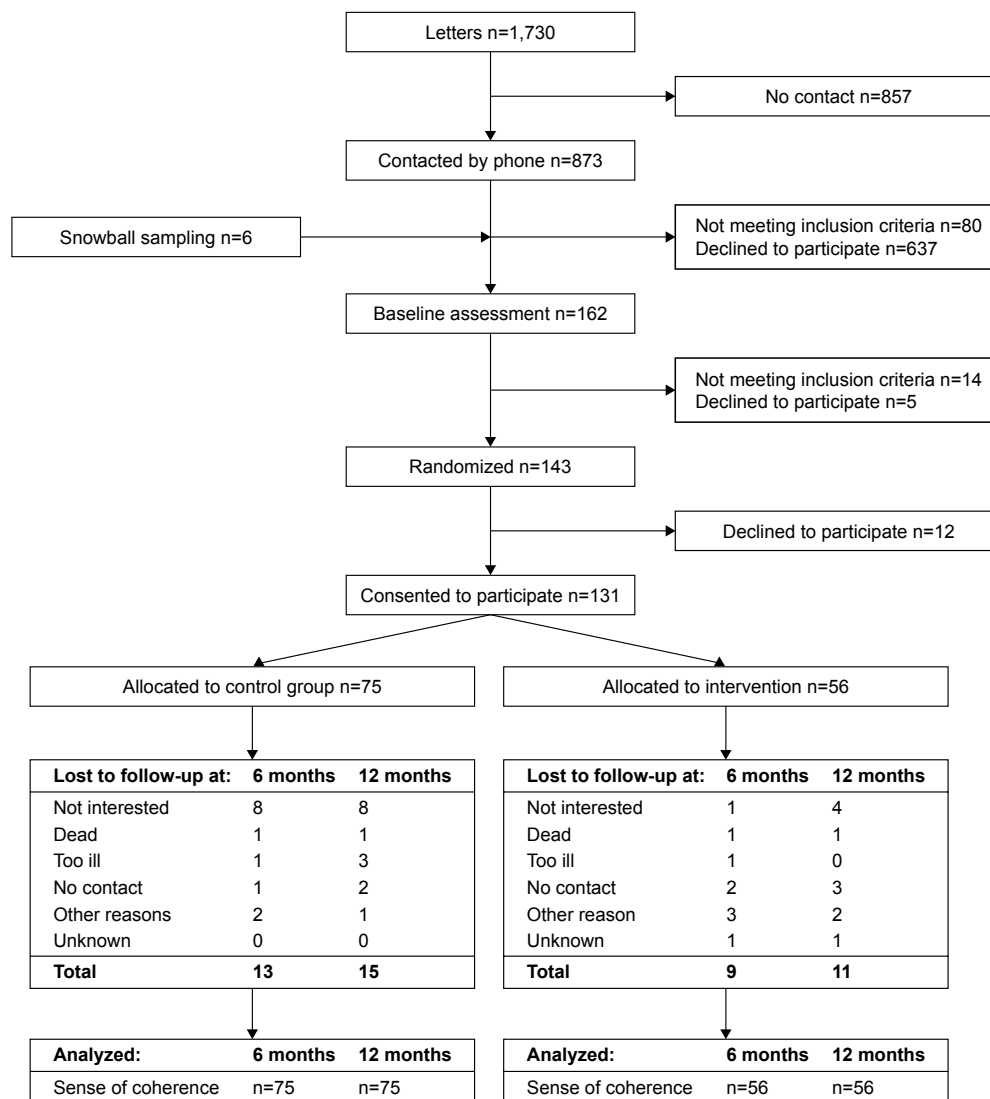 Letters n=1,730
No contact n=857
Contacted by phone n=873
Snowball sampling n=6
Not meeting inclusion criteria n=80
Declined to participate n=637
Baseline assessment n=162
Not meeting inclusion criteria n=14
Declined to participate n=5
Randomized n=143
Declined to participate n=12
Consented to participate n=131
Allocated to control group n=75
Lost to follow-up at: 6 months 12 months
Not interested 8 8
Dead 1 1
Too ill 1 3
No contact 1 2
Other reasons 2 1
Unknown 0 0
Total 13 15
Analyzed: 6 months 12 months
Sense of coherence n=75 n=75
Allocated to intervention n=56
Lost to follow-up at: 6 months 12 months
Not interested 1 4
Dead 1 1
Too ill 1 0
No contact 2 3
Other reason 3 2
Unknown 1 1
Total 9 11
Analyzed: 6 months 12 months
Sense of coherence n=56 n=56